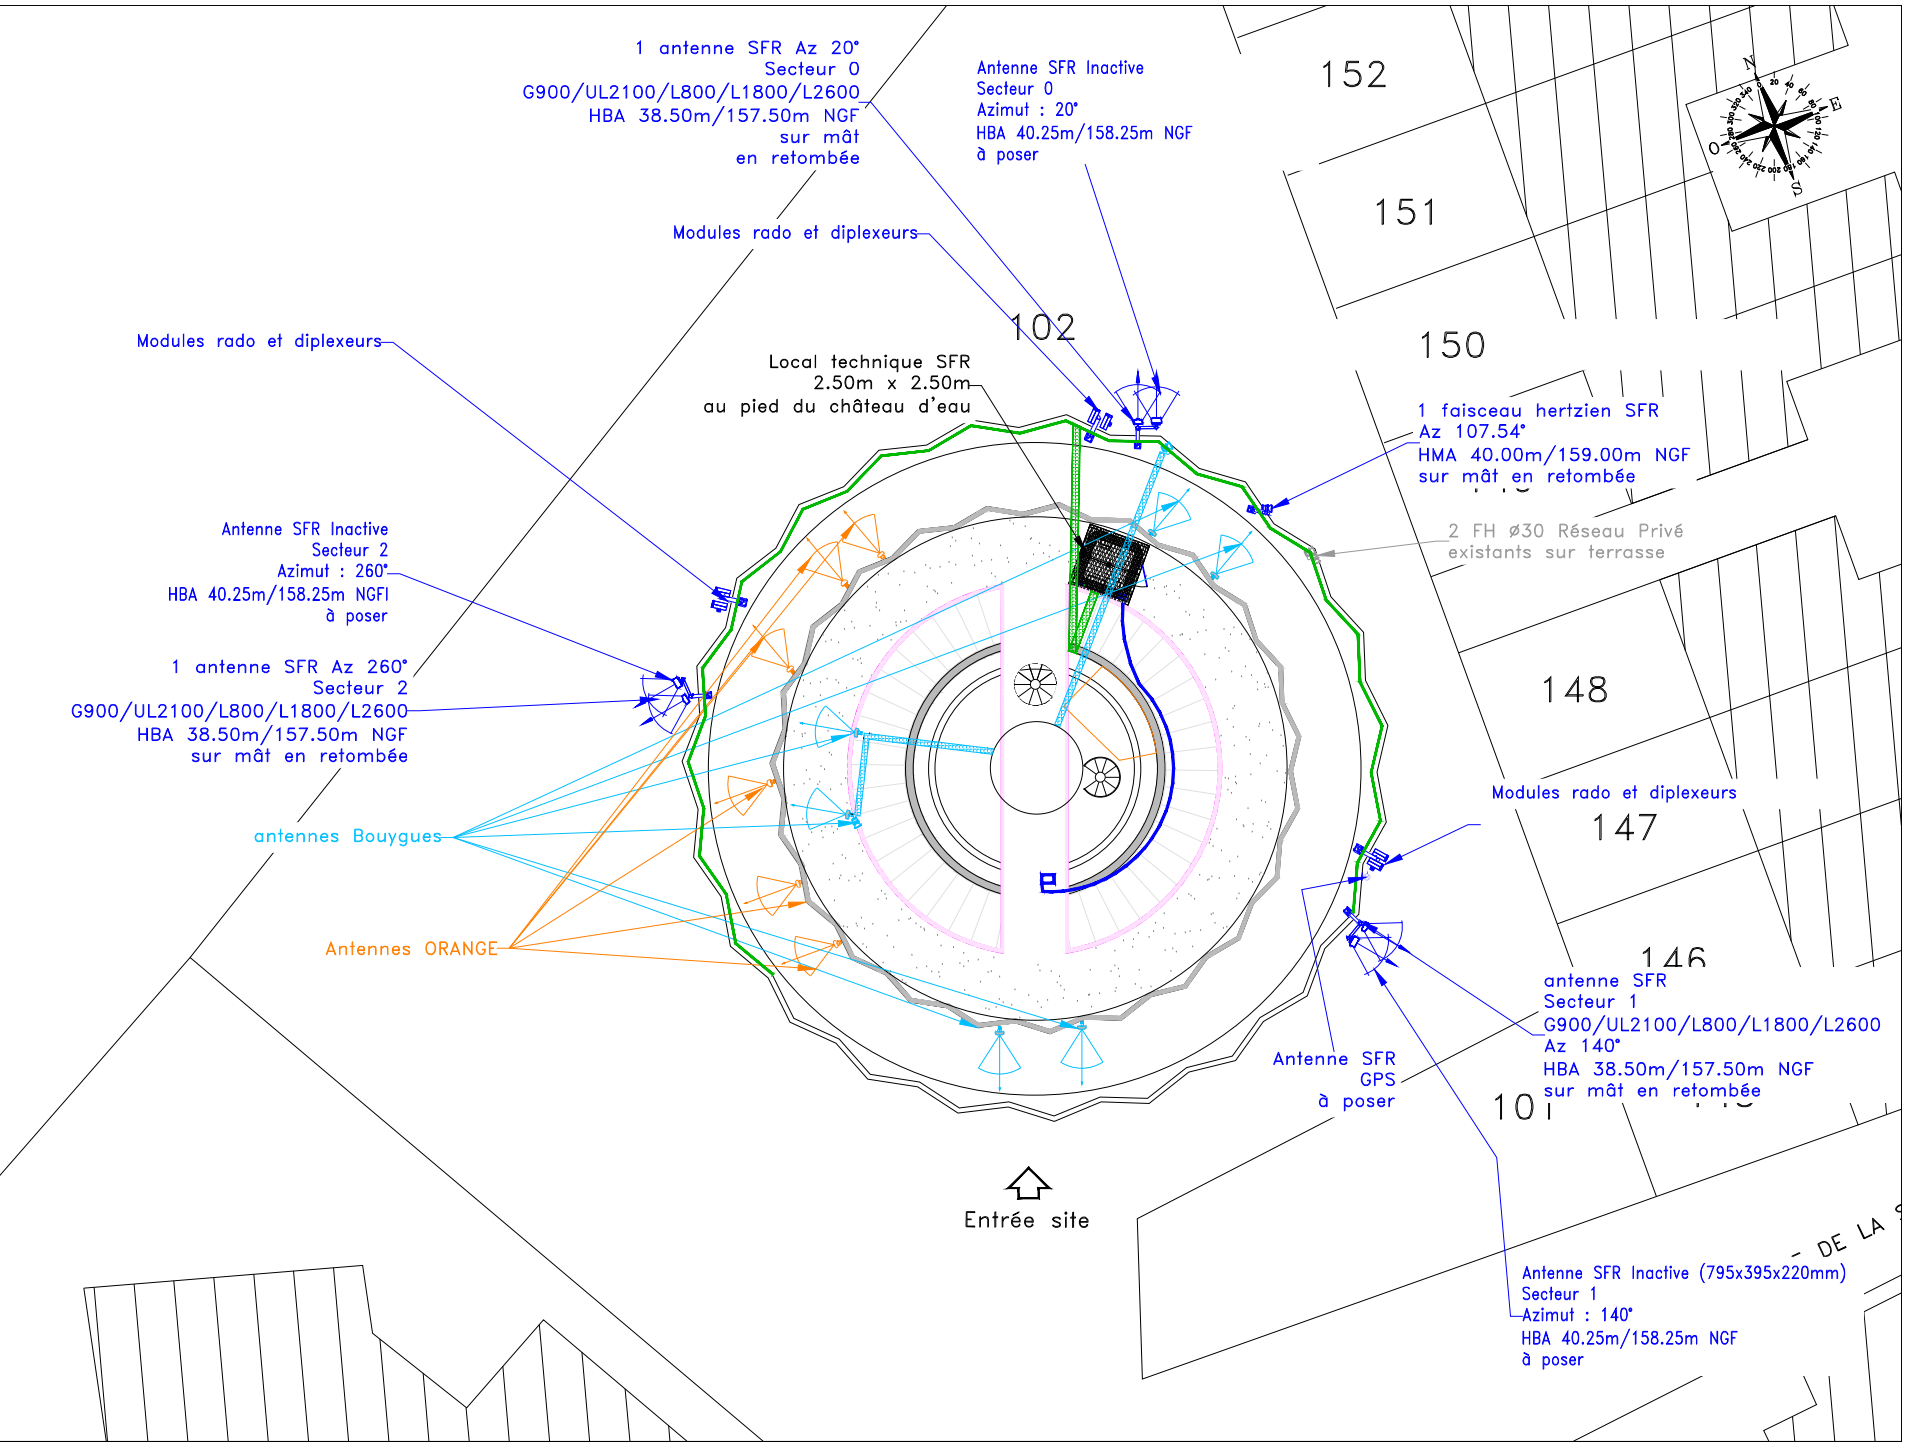 1 antenne SFR Az 20°
Secteur 0
G900/UL2100/L800/L1800/L2600
HBA 38.50m/157.50m NGF
sur mât
en retombée
Antenne SFR Inactive
Secteur 0
Azimut : 20°
HBA 40.25m/158.25m NGF
à poser
152
N
E
S
O
151
Modules rado et diplexeurs
102
150
Modules rado et diplexeurs
Local technique SFR
2.50m x 2.50m
au pied du château d'eau
1 faisceau hertzien SFR
Az 107.54°
HMA 40.00m/159.00m NGF
sur mât en retombée
2 FH ø30 Réseau Privé
existants sur terrasse
Antenne SFR Inactive
Secteur 2
Azimut : 260°
HBA 40.25m/158.25m NGFI
à poser
1 antenne SFR Az 260°
Secteur 2
G900/UL2100/L800/L1800/L2600
HBA 38.50m/157.50m NGF
sur mât en retombée
148
Modules rado et diplexeurs
147
antennes Bouygues
Antennes ORANGE
146
antenne SFR
Secteur 1
G900/UL2100/L800/L1800/L2600
Az 140°
HBA 38.50m/157.50m NGF
sur mât en retombée
Antenne SFR
GPS
à poser
101
Entrée site
DE LA
Antenne SFR Inactive (795x395x220mm)
Secteur 1
Azimut : 140°
HBA 40.25m/158.25m NGF
à poser